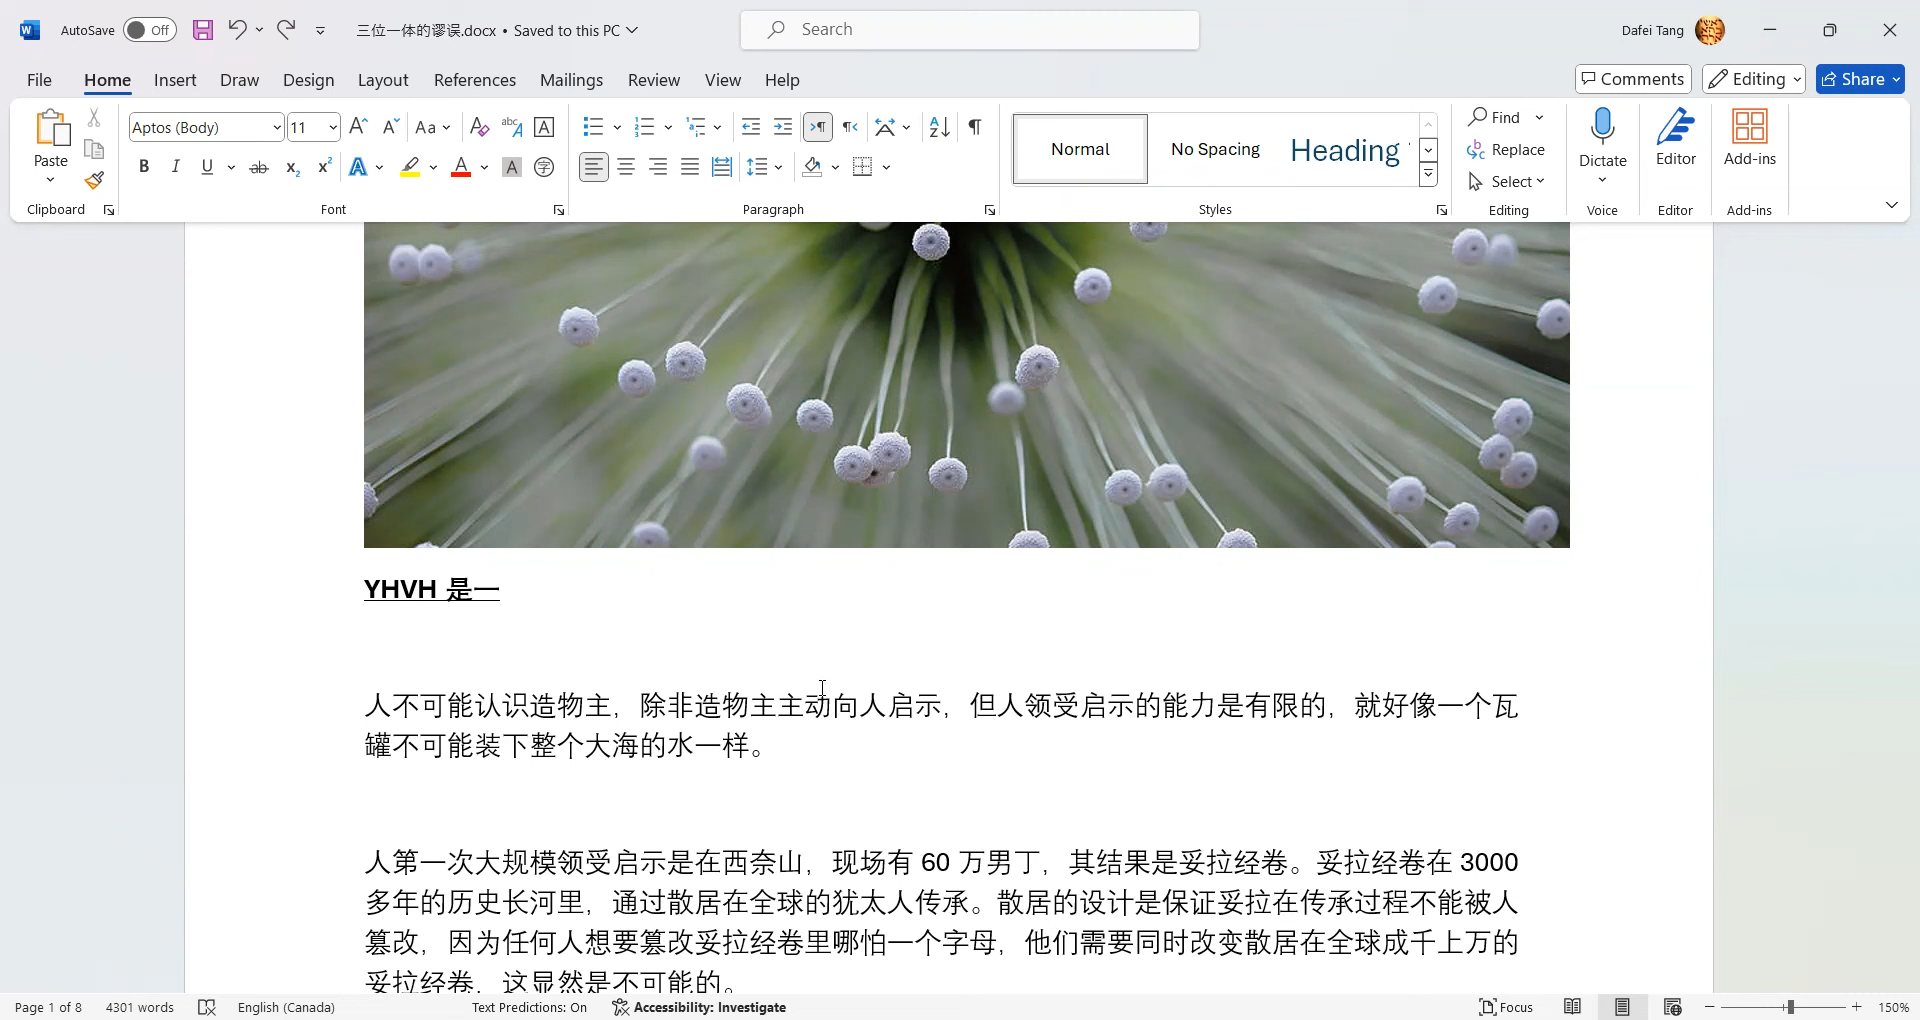 AutoSave Off 三位一体的谬误.docx • Saved to this PC Search Dafei Tang
File Home Insert Draw Design Layout References Mailings Review View Help Comments Editing Share
Paste Aptos (Body) 11 Normal No Spacing Heading Find Replace Select Dictate Editor Add-ins
Clipboard Font Paragraph Styles Editing Voice Editor Add-ins
YHVH 是一
人不可能认识造物主，除非造物主主动向人启示，但人领受启示的能力是有限的，就好像一个瓦
罐不可能装下整个大海的水一样。
人第一次大规模领受启示是在西奈山，现场有 60 万男丁，其结果是妥拉经卷。妥拉经卷在 3000
多年的历史长河里，通过散居在全球的犹太人传承。散居的设计是保证妥拉在传承过程不能被人
篡改，因为任何人想要篡改妥拉经卷里哪怕一个字母，他们需要同时改变散居在全球成千上万的
妥拉经卷，这显然是不可能的。
Page 1 of 8 4301 words English (Canada) Text Predictions: On Accessibility: Investigate Focus 150%